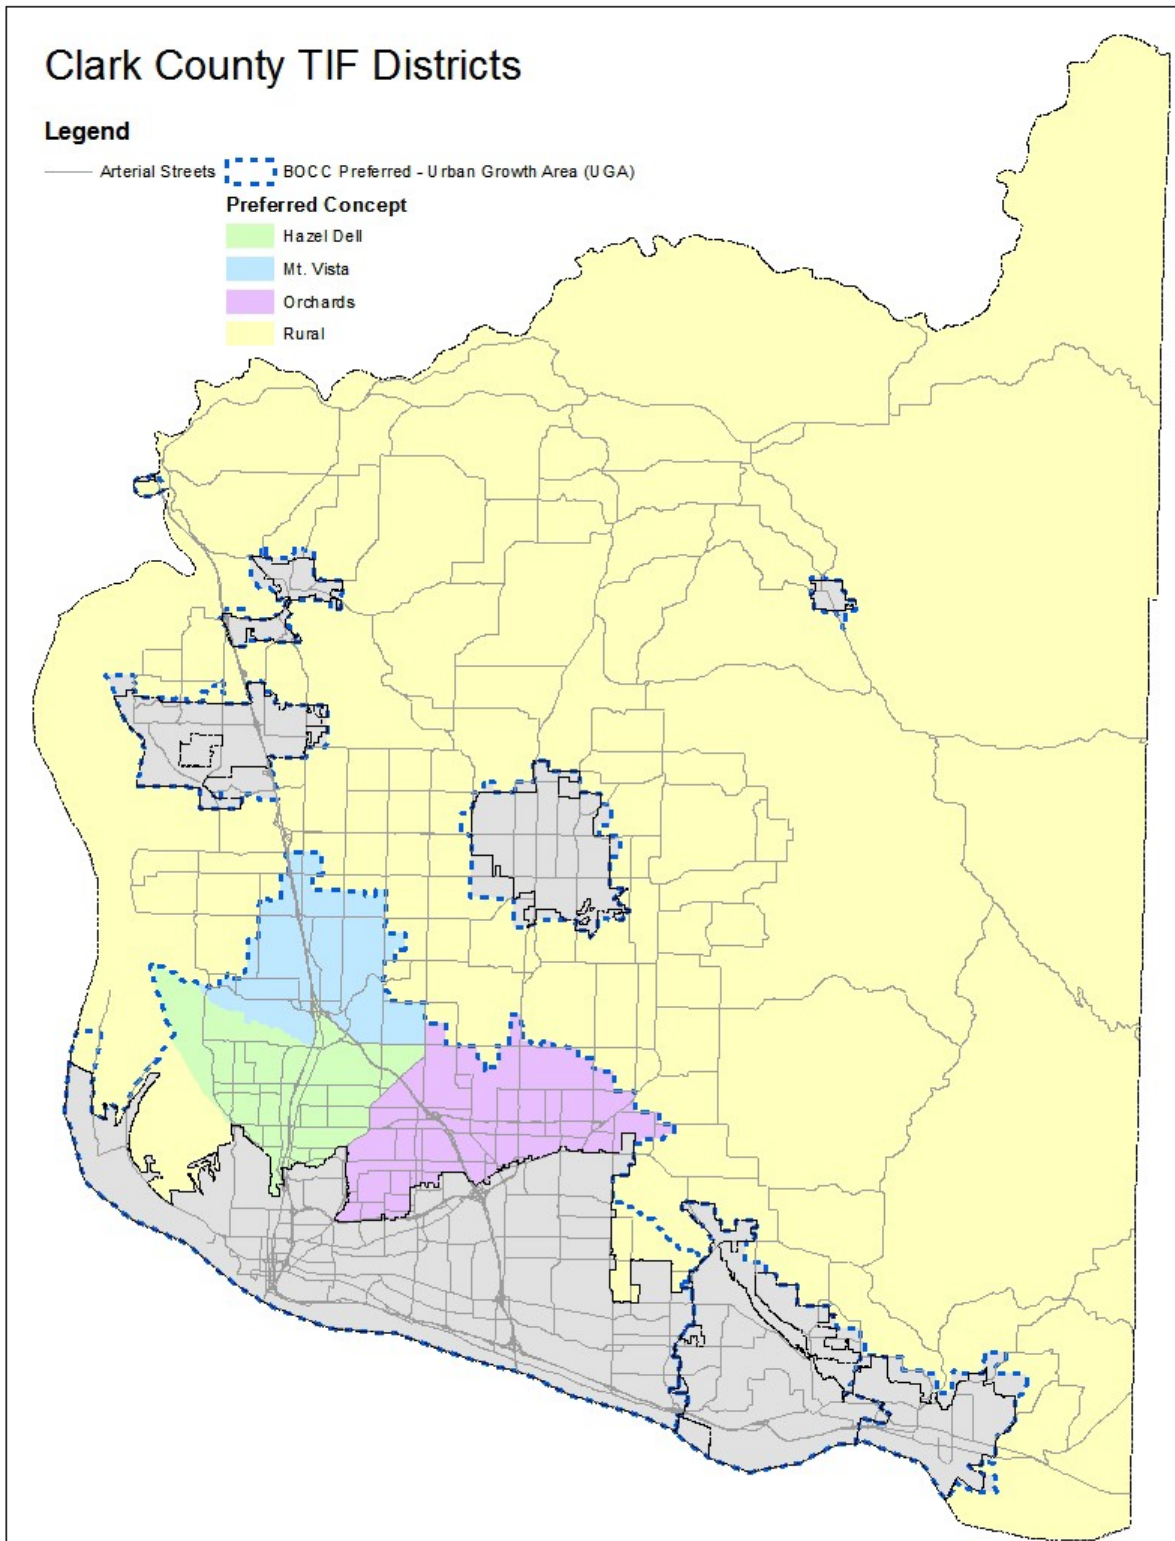 Clark County TIF Districts
Legend
Arterial Streets
BOCC Preferred - Urban Growth Area (UGA)
Preferred Concept
Hazel Dell
Mt. Vista
Orchards
Rural